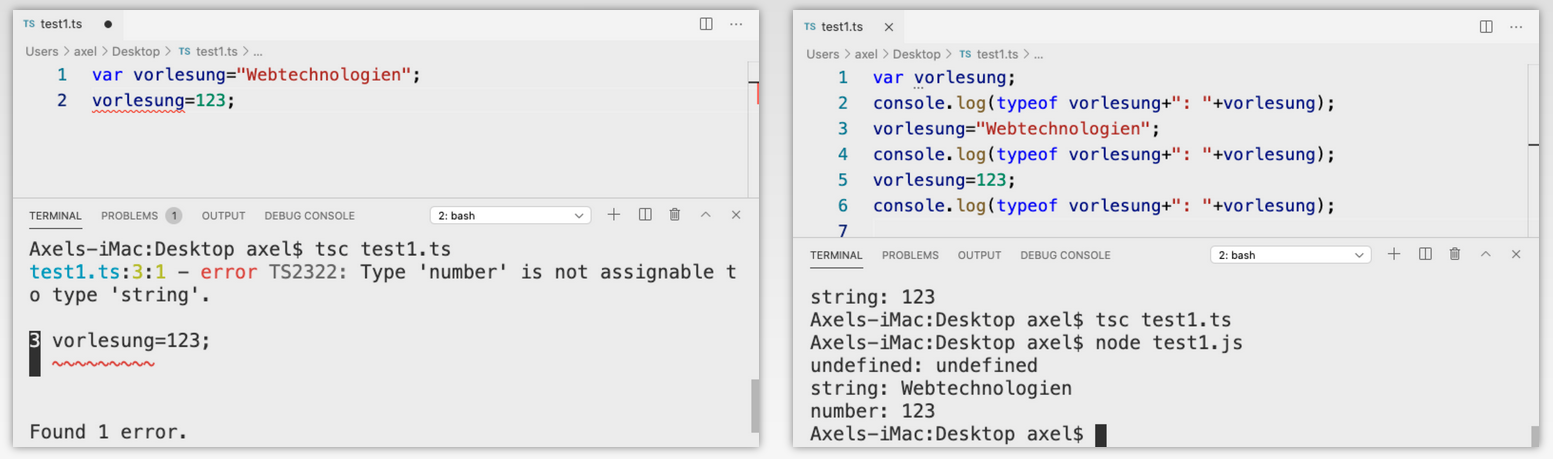 TS test1.ts
Users > axel > Desktop > TS test1.ts > ...
1 var vorlesung="Webtechnologien";
2 vorlesung=123;
TERMINAL PROBLEMS 1 OUTPUT DEBUG CONSOLE 2: bash
Axels-iMac:Desktop axel$ tsc test1.ts
test1.ts:3:1 - error TS2322: Type 'number' is not assignable t
o type 'string'.
3 vorlesung=123;
Found 1 error.
TS test1.ts
Users > axel > Desktop > TS test1.ts > ...
1 var vorlesung;
2 console.log(typeof vorlesung+": "+vorlesung);
3 vorlesung="Webtechnologien";
4 console.log(typeof vorlesung+": "+vorlesung);
5 vorlesung=123;
6 console.log(typeof vorlesung+": "+vorlesung);
7
TERMINAL PROBLEMS OUTPUT DEBUG CONSOLE 2: bash
string: 123
Axels-iMac:Desktop axel$ tsc test1.ts
Axels-iMac:Desktop axel$ node test1.js
undefined: undefined
string: Webtechnologien
number: 123
Axels-iMac:Desktop axel$